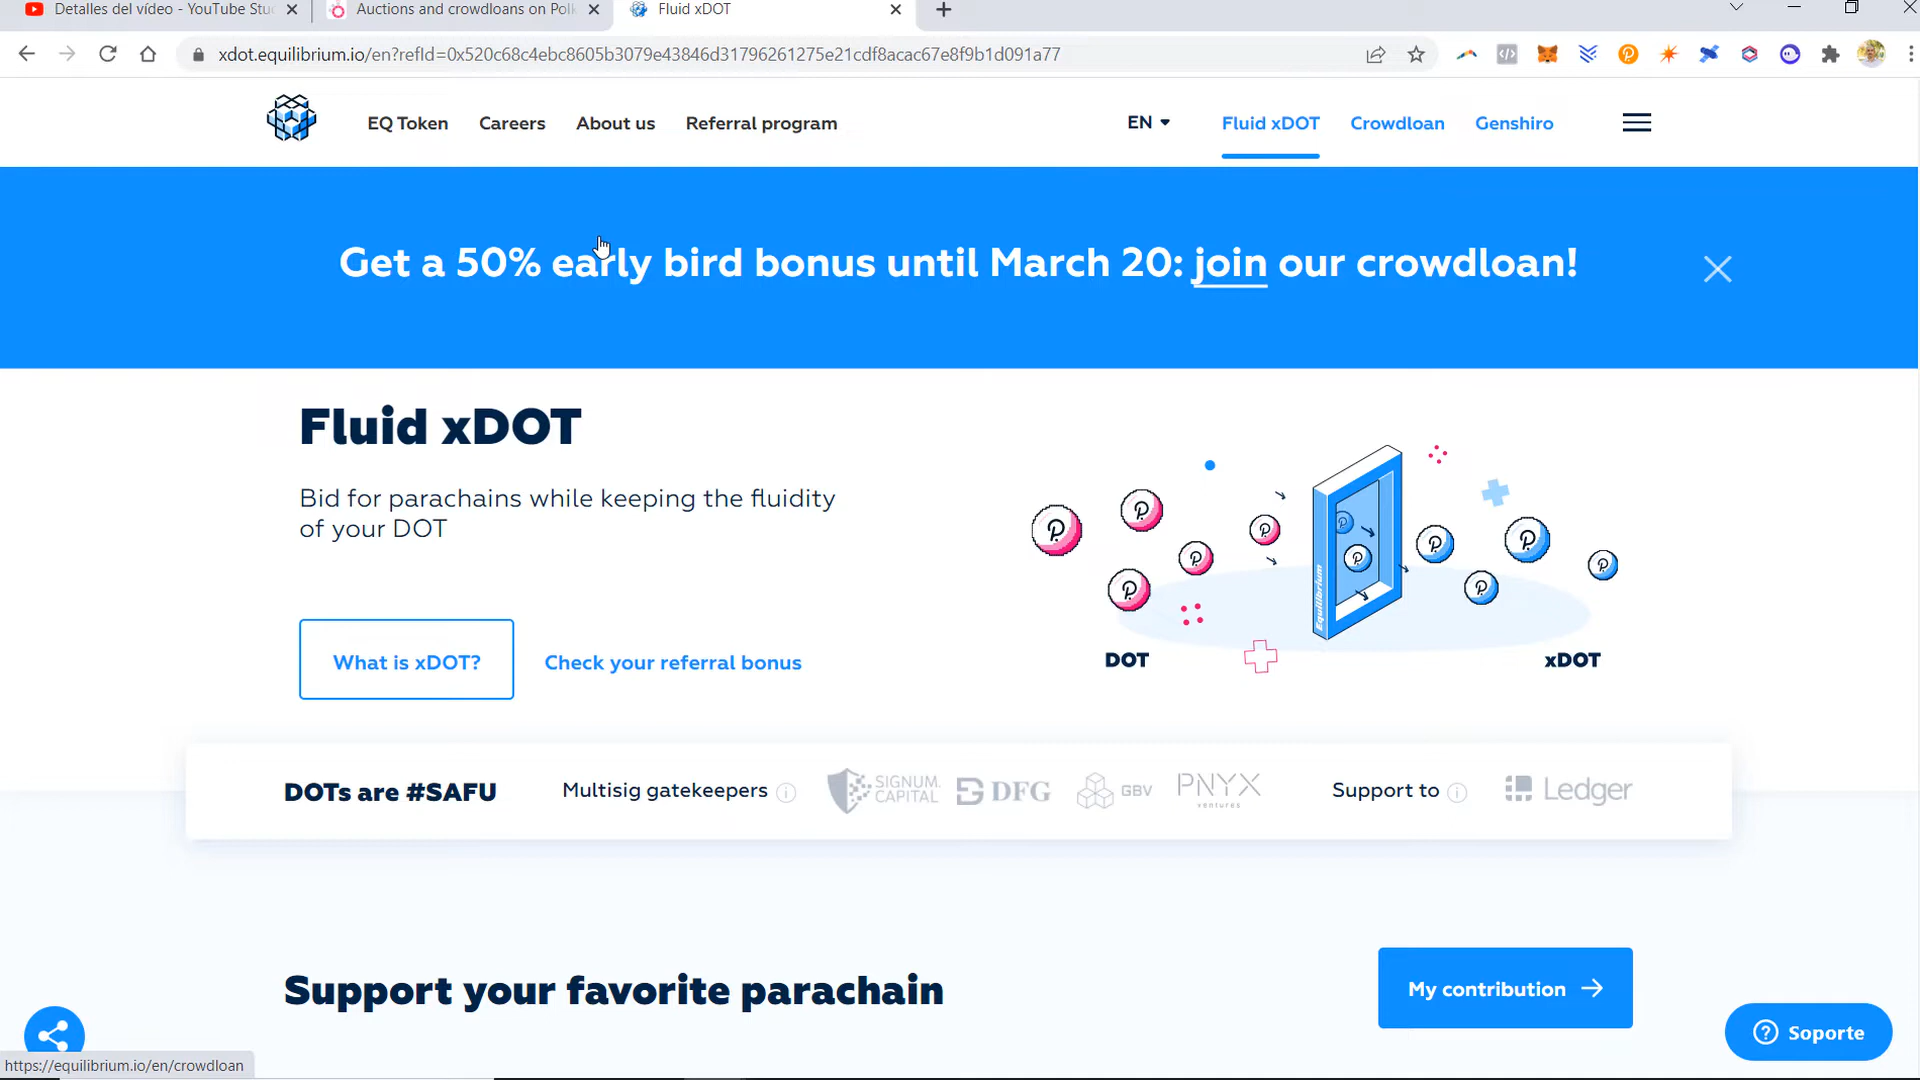 Detalles del vídeo - YouTube Stu
Auctions and crowdloans on Polk
Fluid xDOT
xdot.equilibrium.io/en?refId=0x520c68c4ebc8605b3079e43846d31796261275e21cdf8acac67e8f9b1d091a77
EQ Token
Careers
About us
Referral program
EN
Fluid xDOT
Crowdloan
Genshiro
Get a 50% early bird bonus until March 20: join our crowdloan!
Fluid xDOT
Bid for parachains while keeping the fluidity
of your DOT
What is xDOT?
Check your referral bonus
Equilibrium
DOT
xDOT
DOTs are #SAFU
Multisig gatekeepers
SIGNUM.
CAPITAL
DFG
GBV
PNYX
ventures
Support to
Ledger
Support your favorite parachain
My contribution
Soporte
https://equilibrium.io/en/crowdloan